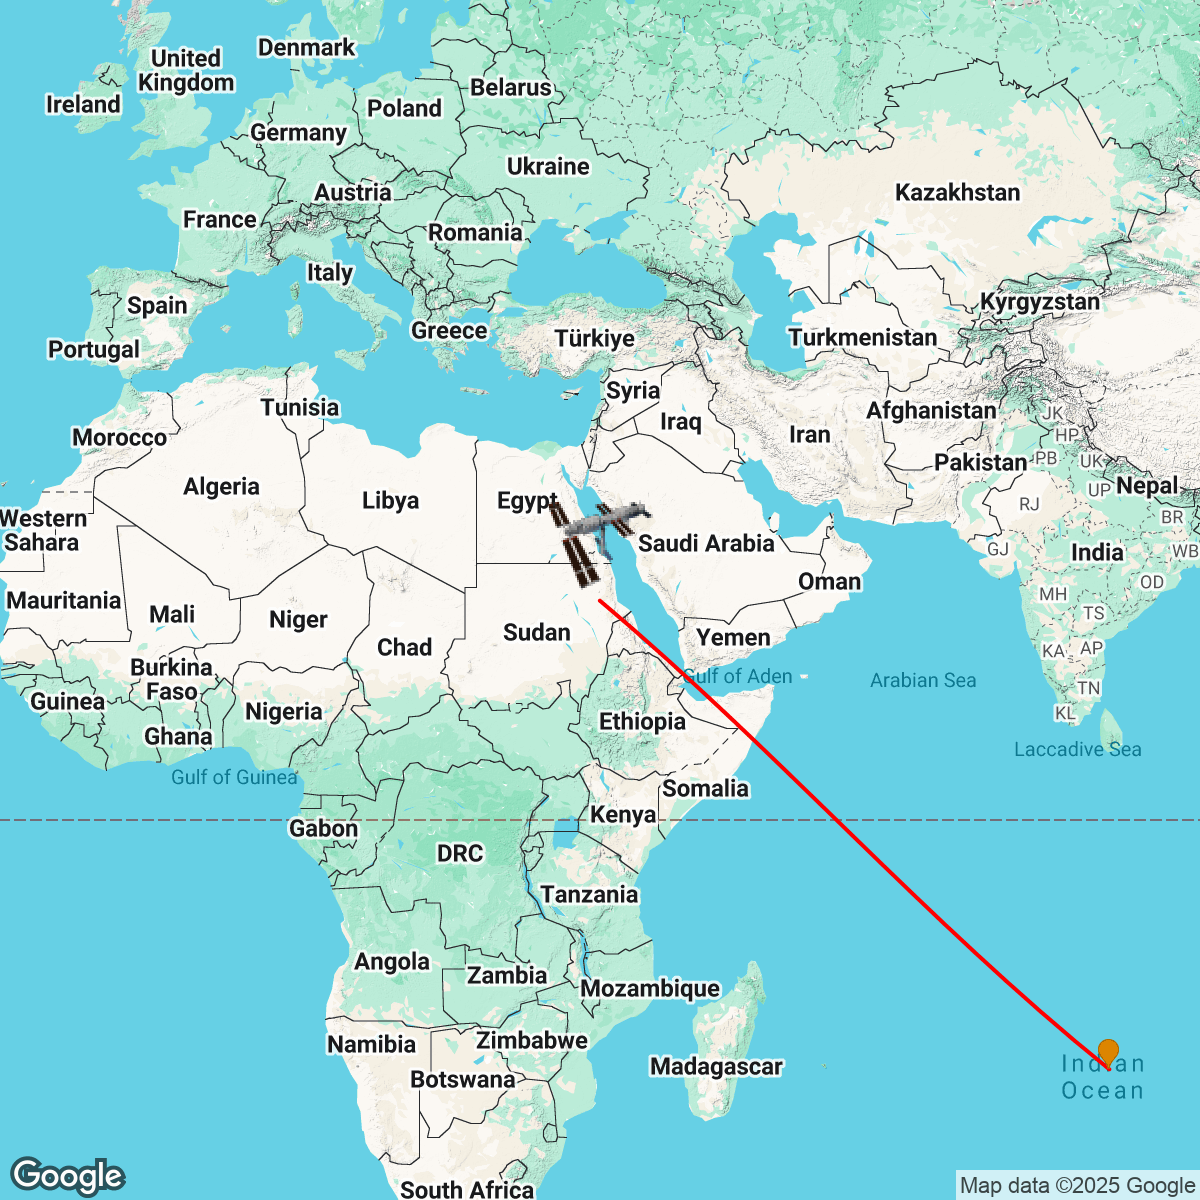 Denmark
United
Kingdom
Ireland
Belarus
Poland
Germany
Ukraine
Austria
Kazakhstan
France
Romania
Italy
Spain
Kyrgyzstan
Greece
Türkiye
Turkmenistan
Portugal
Syria
Tunisia
Afghanistan
JK
Iraq
Morocco
Iran
HP
Pakistan
PB
UK
Algeria
Libya
Egypt
UP
Nepal
RJ
BR
Western
Sahara
Saudi Arabia
GJ
India
WB
Oman
OD
Mauritania
Mali
Niger
MH
TS
Sudan
Yemen
Chad
KA
AP
Burkina
Faso
Gulf of Aden
Arabian Sea
TN
Guinea
Nigeria
Ethiopia
KL
Ghana
Laccadive Sea
Gulf of Guinea
Somalia
Kenya
Gabon
DRC
Tanzania
Angola
Zambia
Mozambique
Namibia
Zimbabwe
Madagascar
Indian
Ocean
Botswana
South Africa
Google
Map data ©2025 Google